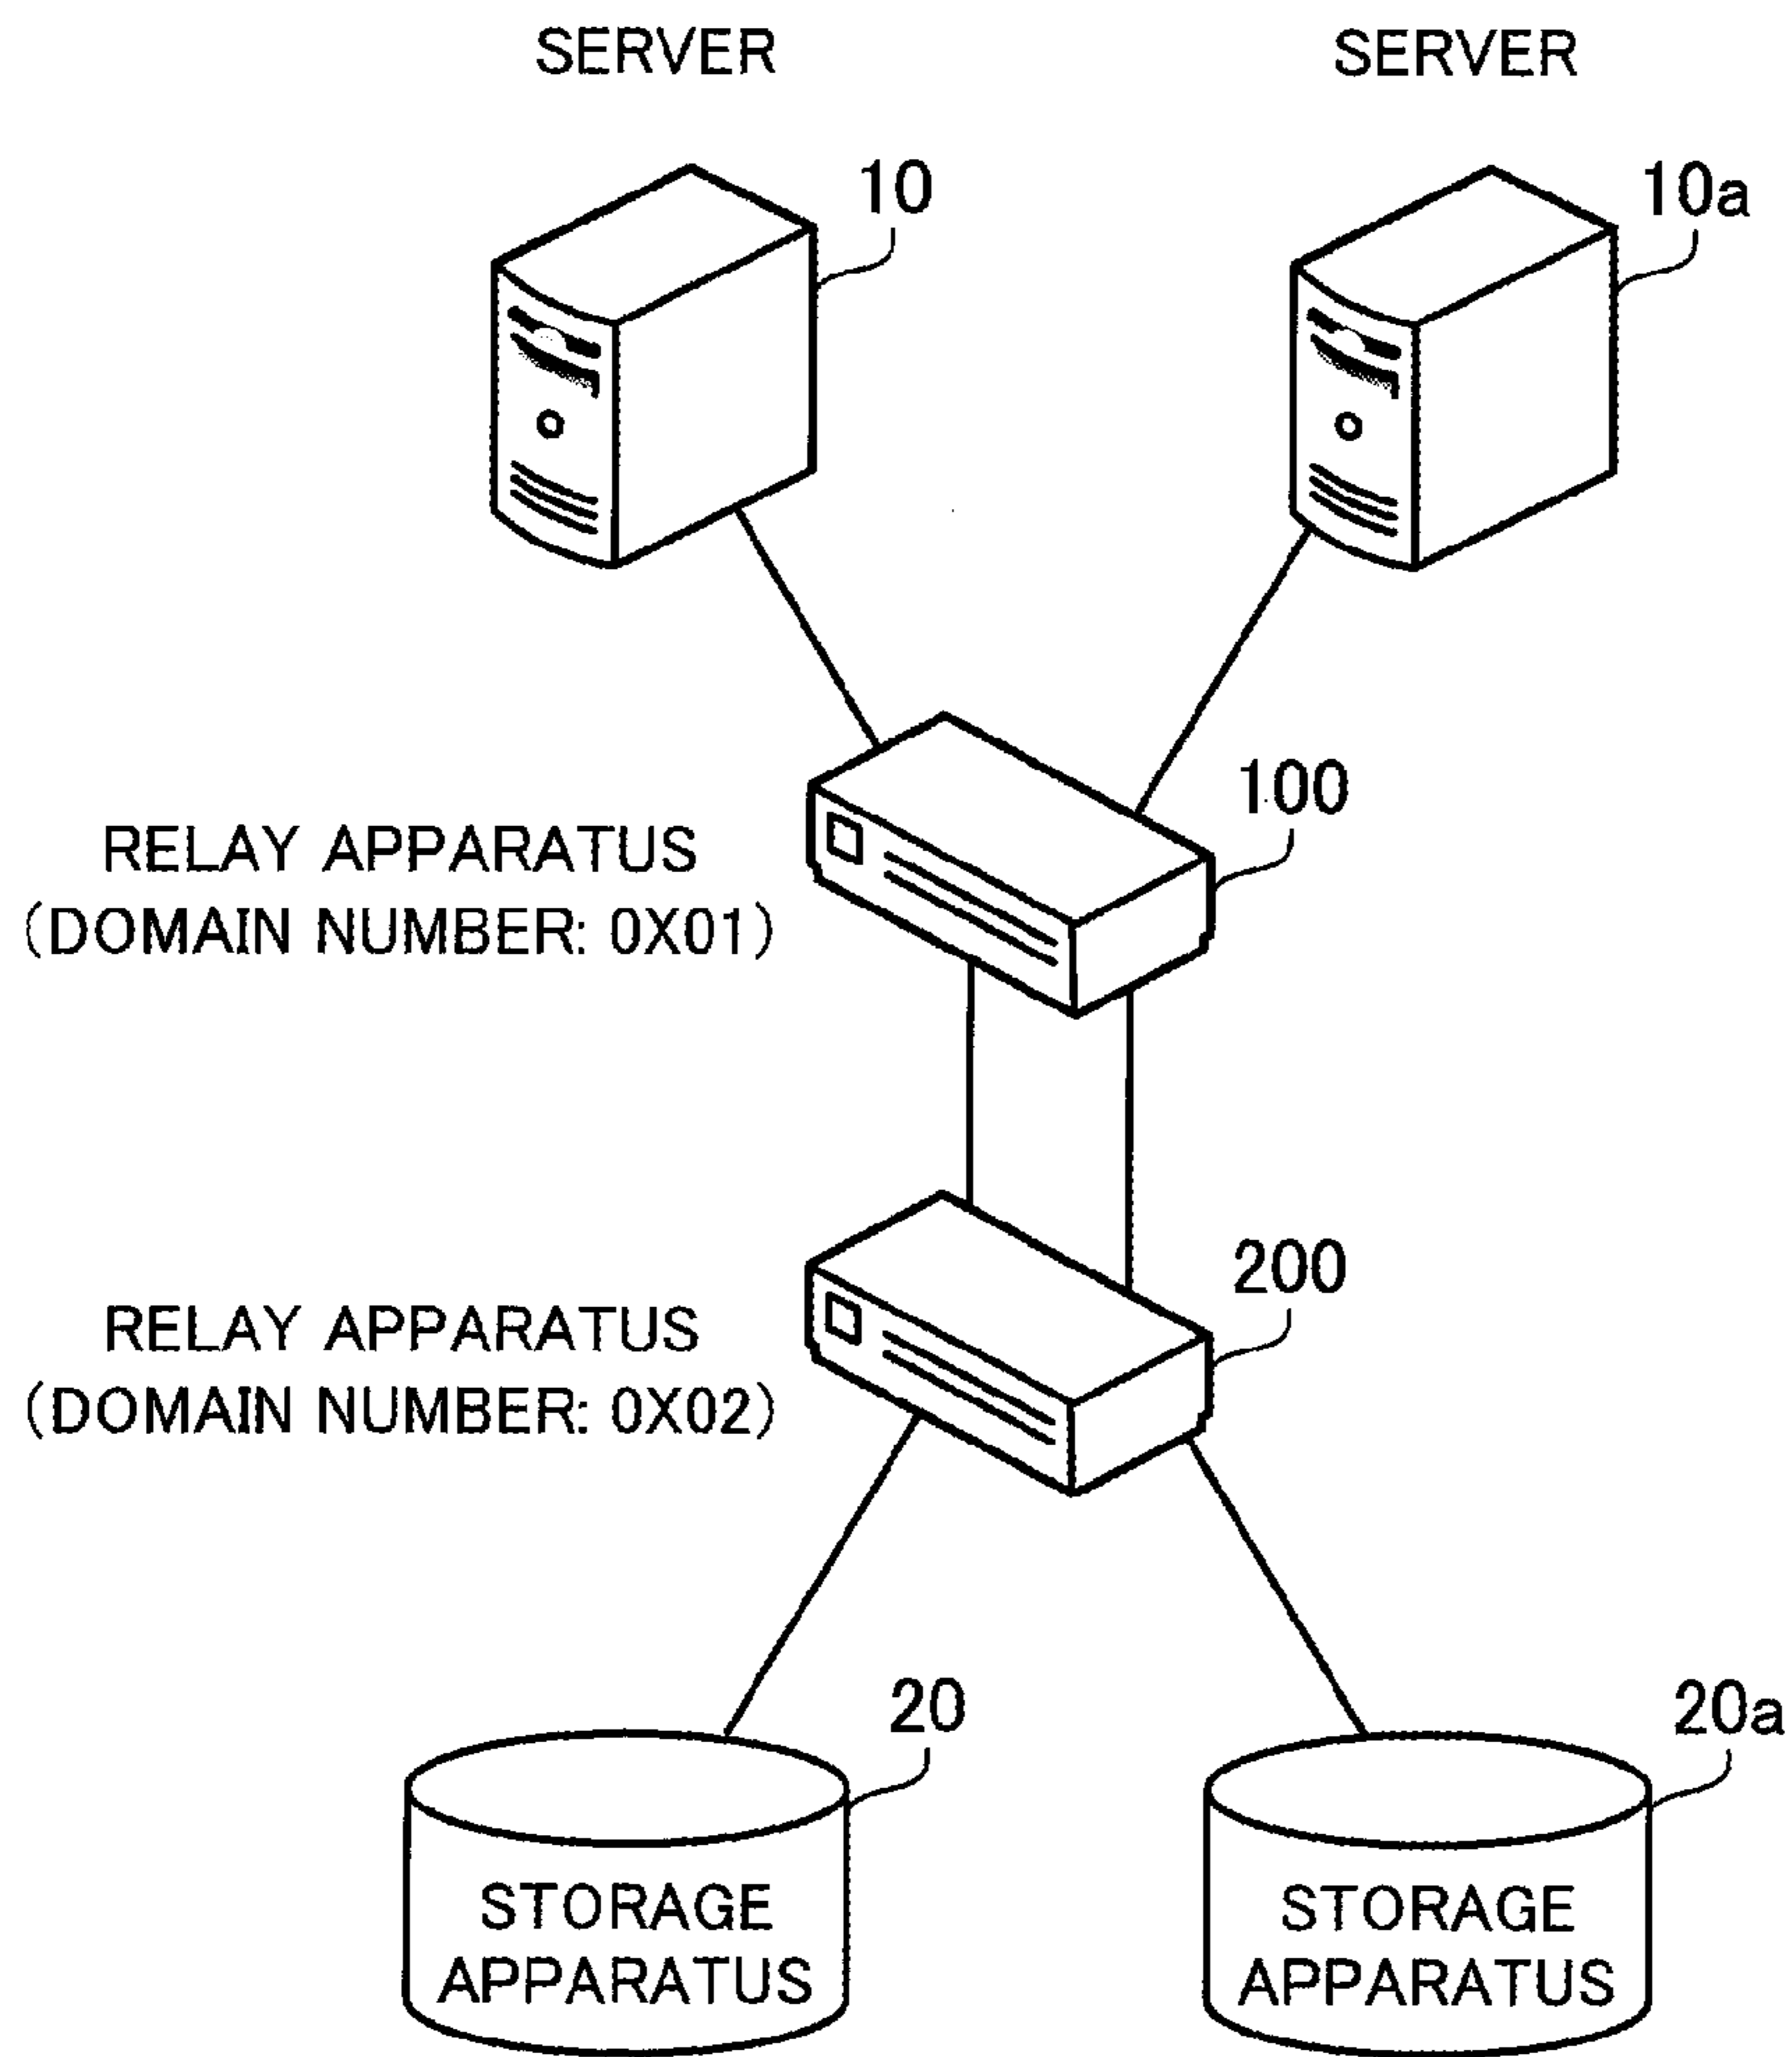 SERVER
SERVER
10
10a
100
RELAY APPARATUS
(DOMAIN NUMBER: 0X01)
200
RELAY APPARATUS
(DOMAIN NUMBER: 0X02)
20
20a
STORAGE
APPARATUS
STORAGE
APPARATUS